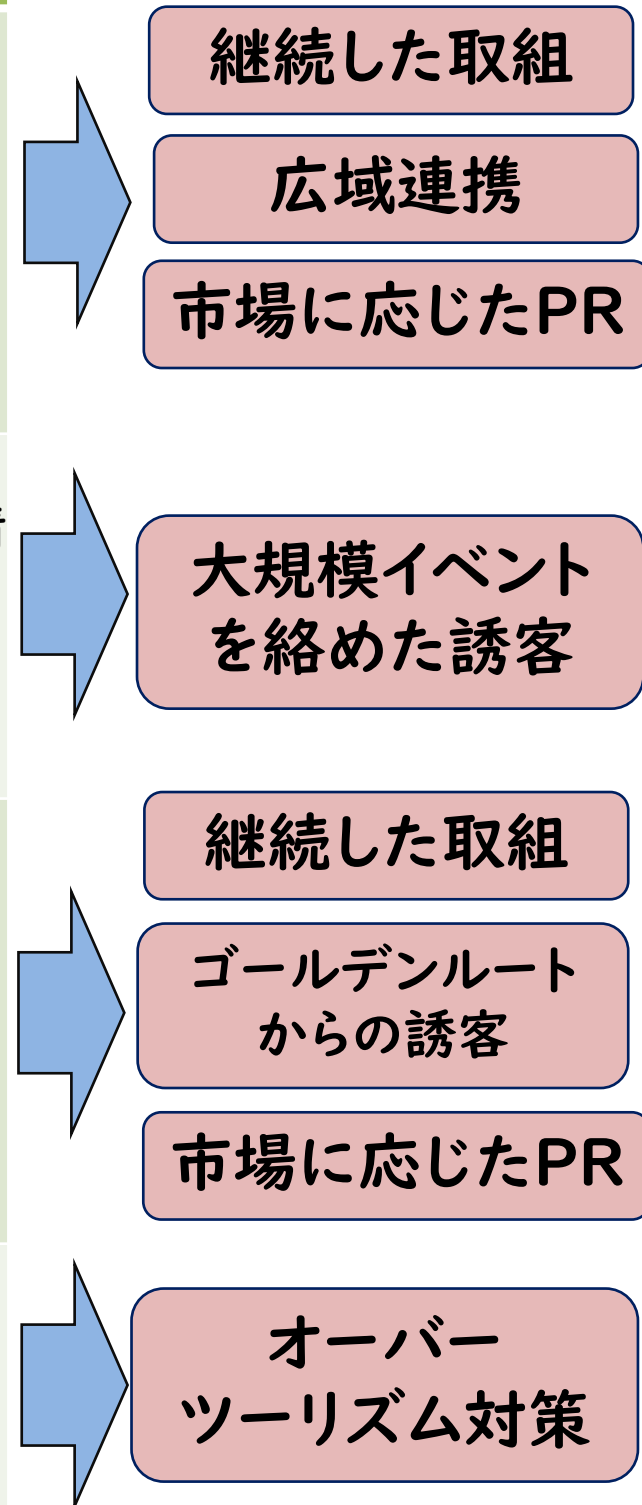 継続した取組
広域連携
市場に応じたPR
大規模イベント
を絡めた誘客
継続した取組
ゴールデンルート
からの誘客
市場に応じたPR
オーバー
ツーリズム対策